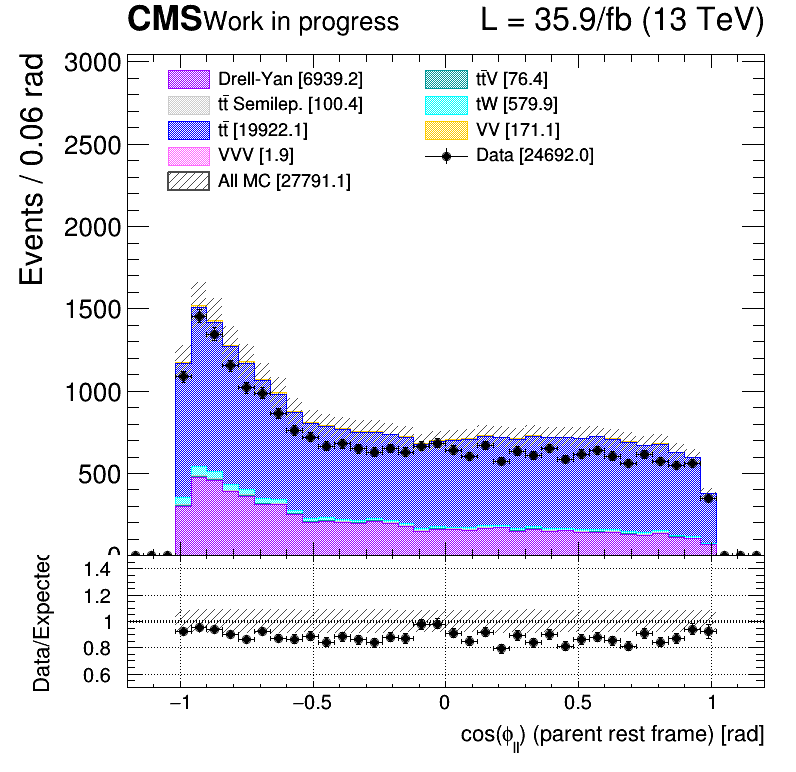 CMS Work in progress L = 35.9/fb (13 TeV)
Events / 0.06 rad
3000
2500
2000
1500
1000
500
0
Drell-Yan [6939.2]
tt̄ Semilep. [100.4]
tt̄ [19922.1]
VVV [1.9]
All MC [27791.1]
tt̄V [76.4]
tW [579.9]
VV [171.1]
Data [24692.0]
Data/Expected
1.4
1.2
1
0.8
0.6
−1 −0.5 0 0.5 1
cos(ϕ_ll) (parent rest frame) [rad]